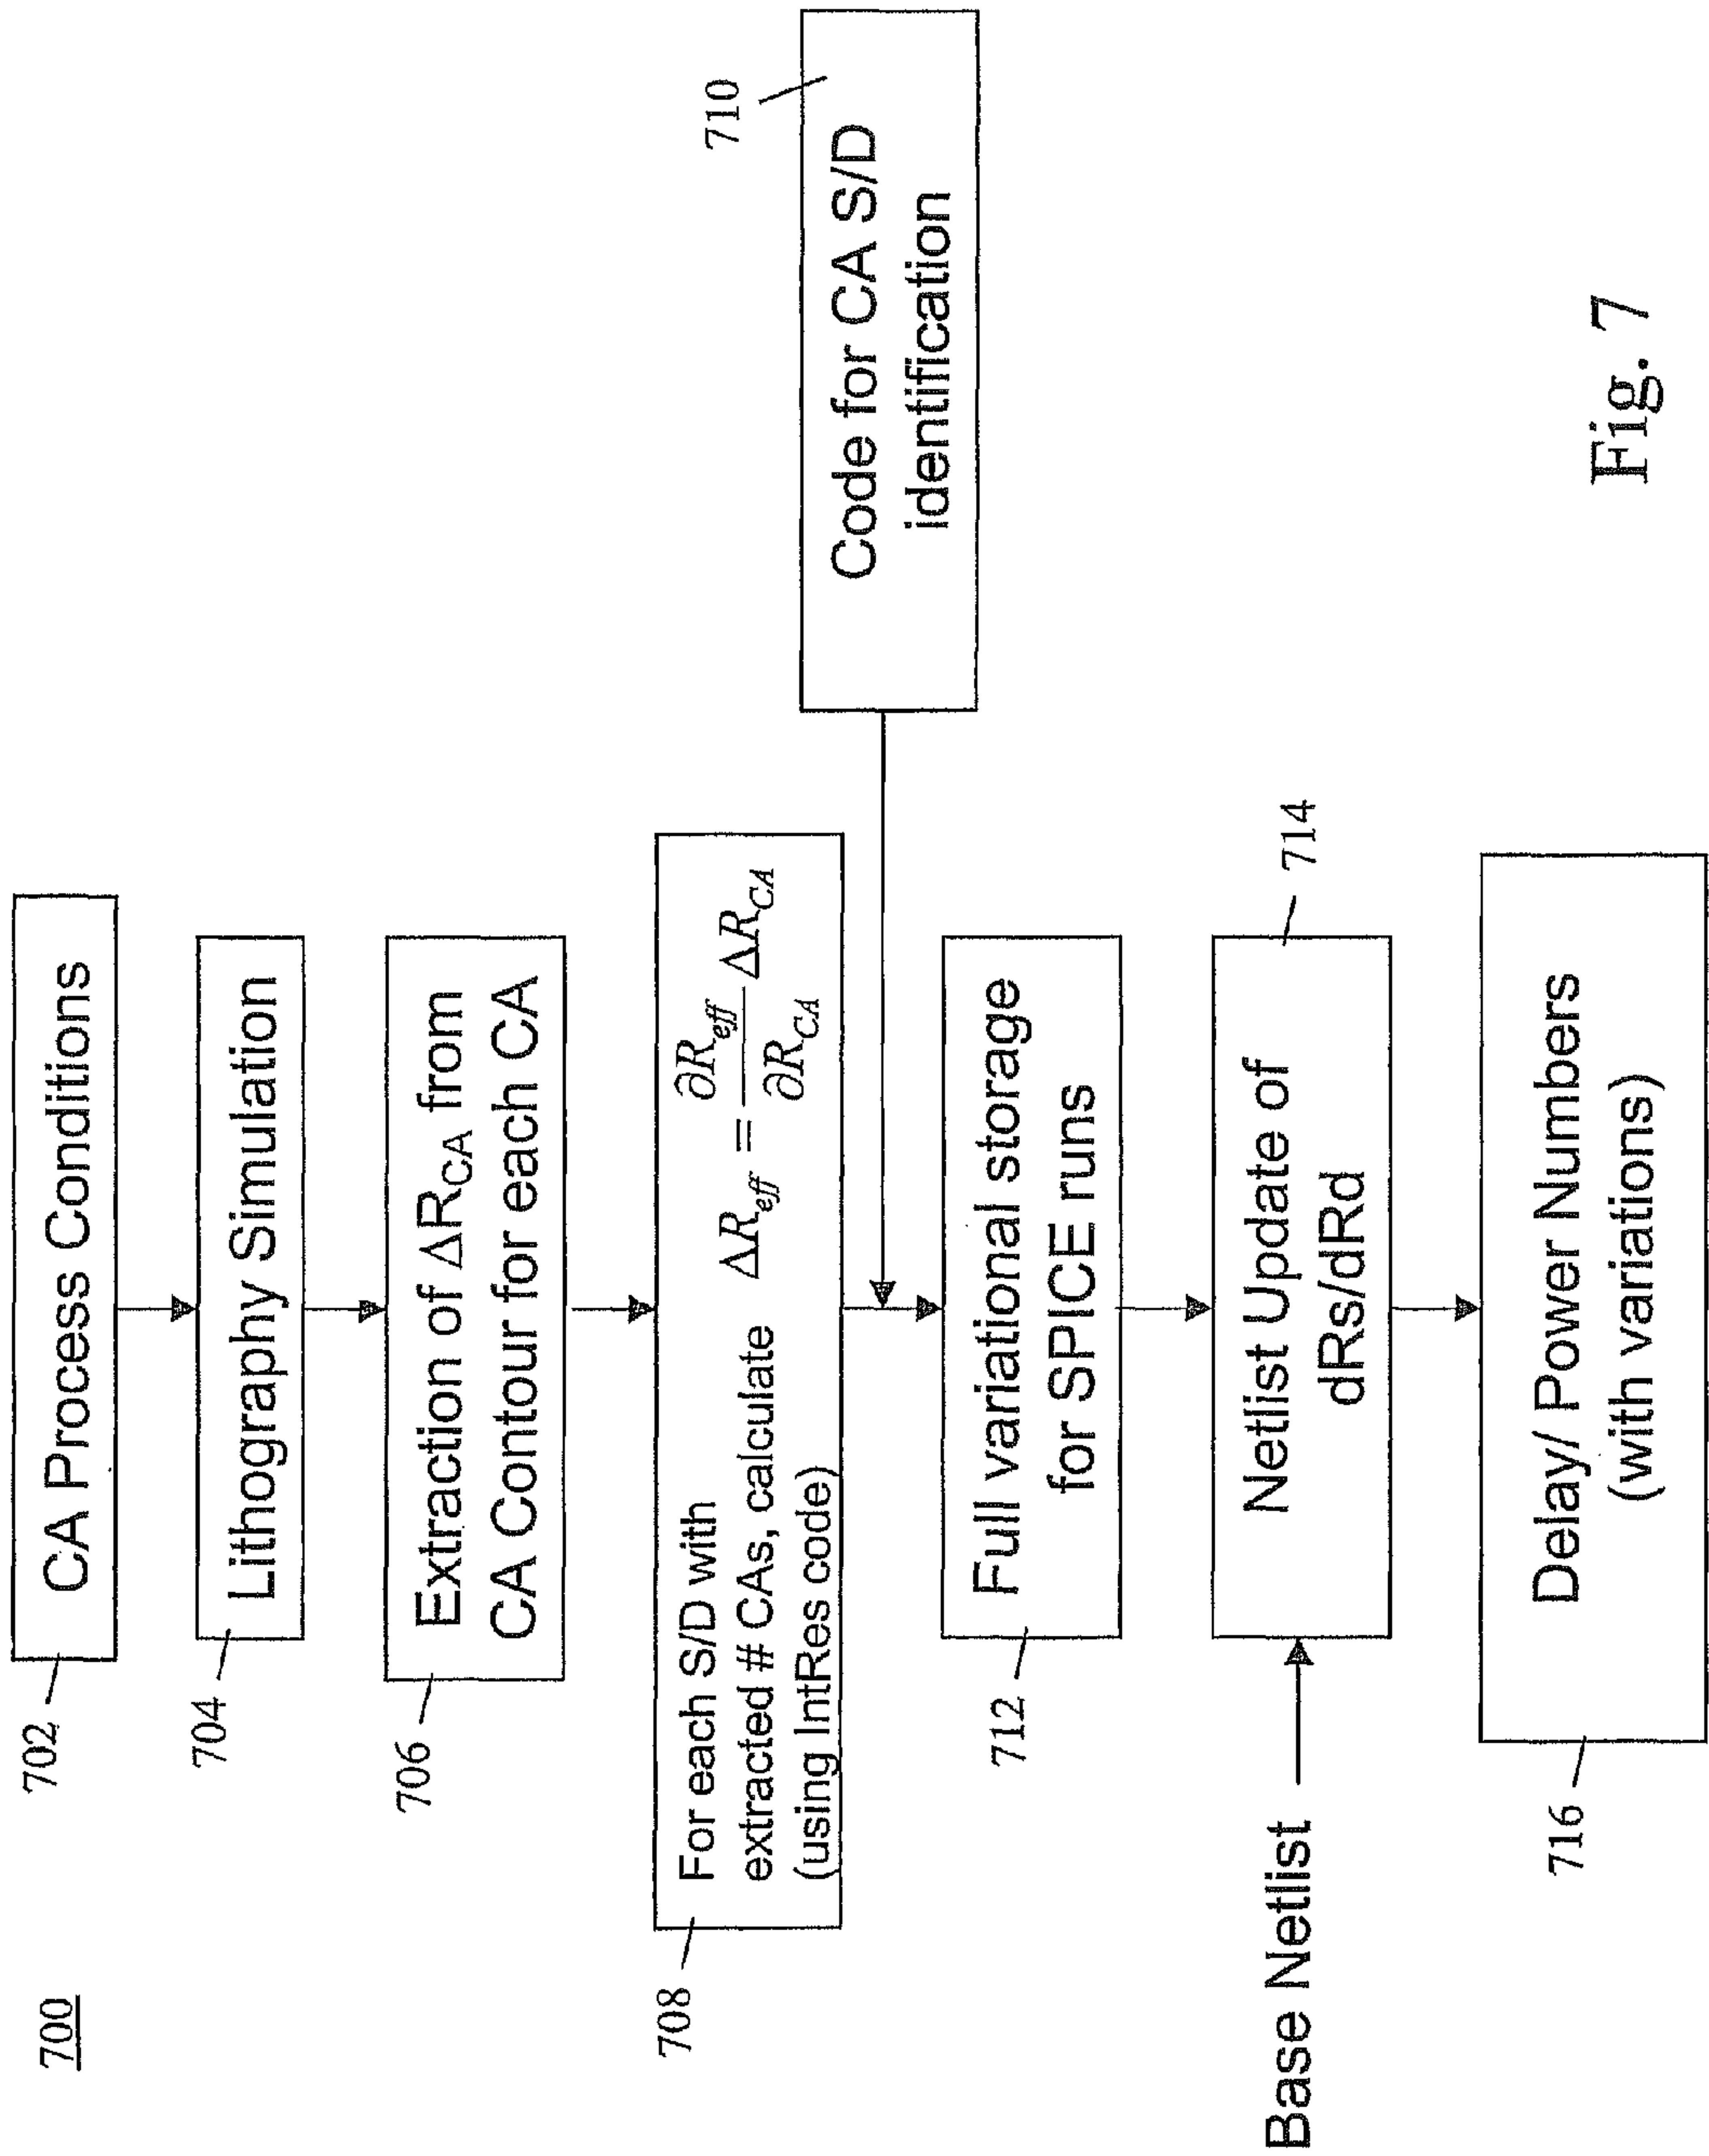 700
702
CA Process Conditions
704
Lithography Simulation
706
Extraction of ΔR_CA from
CA Contour for each CA
708
For each S/D with
extracted # CAs, calculate
(using IntRes code)
ΔR_eff = ∂R_eff/∂R_CA ΔR_CA
710
Code for CA S/D
identification
712
Full variational storage
for SPICE runs
Base Netlist
714
Netlist Update of
dRs/dRd
716
Delay/ Power Numbers
(with variations)
Fig. 7